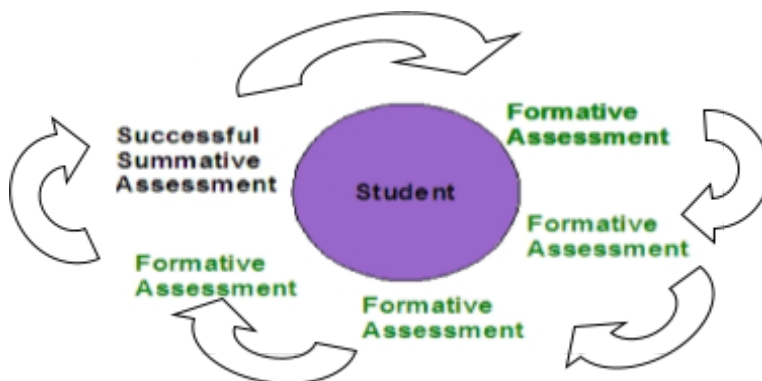 Formative
Assessment
Successful
Summative
Assessment
Student
Formative
Assessment
Formative
Assessment
Formative
Assessment